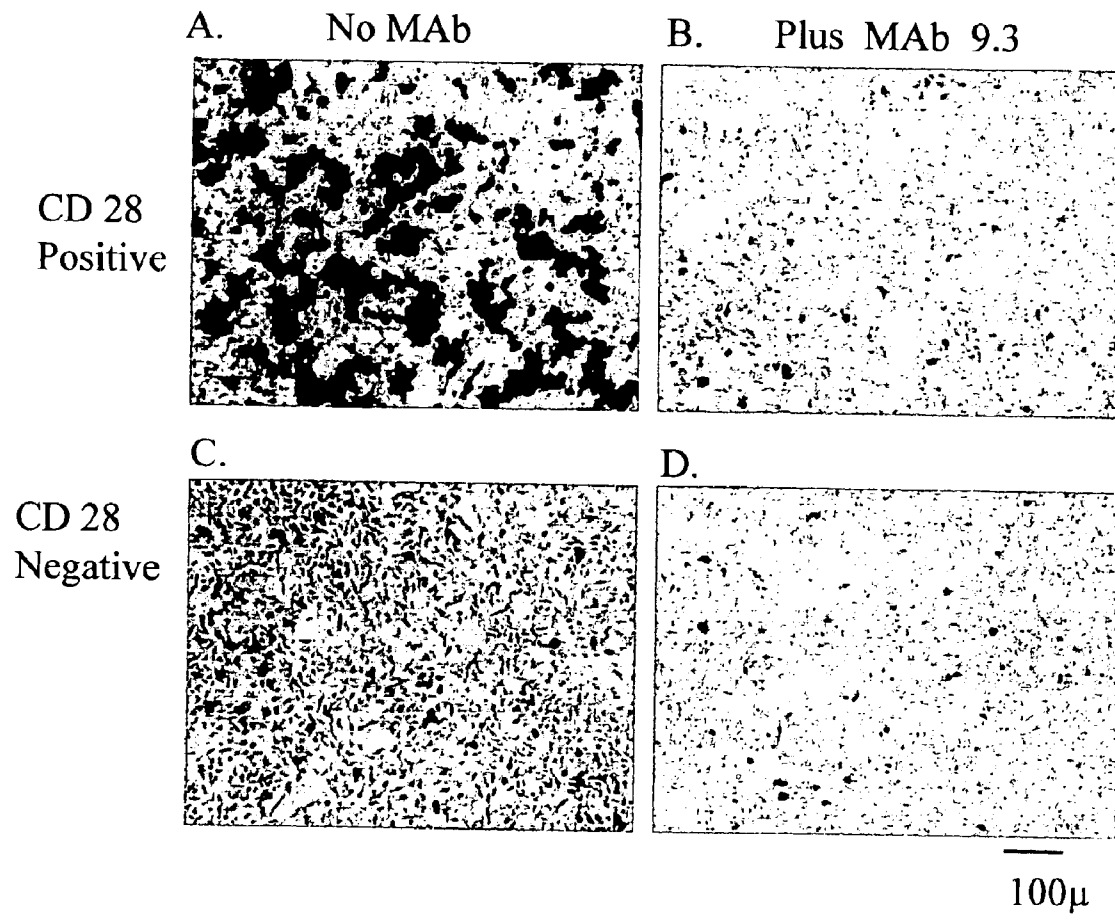 A. No MAb
B. Plus MAb 9.3
CD 28
Positive
C.
D.
CD 28
Negative
100µ